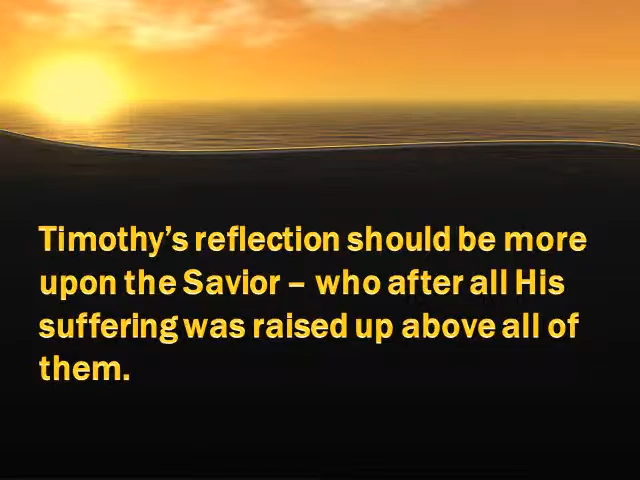 Timothy’s reflection should be more
upon the Savior – who after all His
suffering was raised up above all of
them.